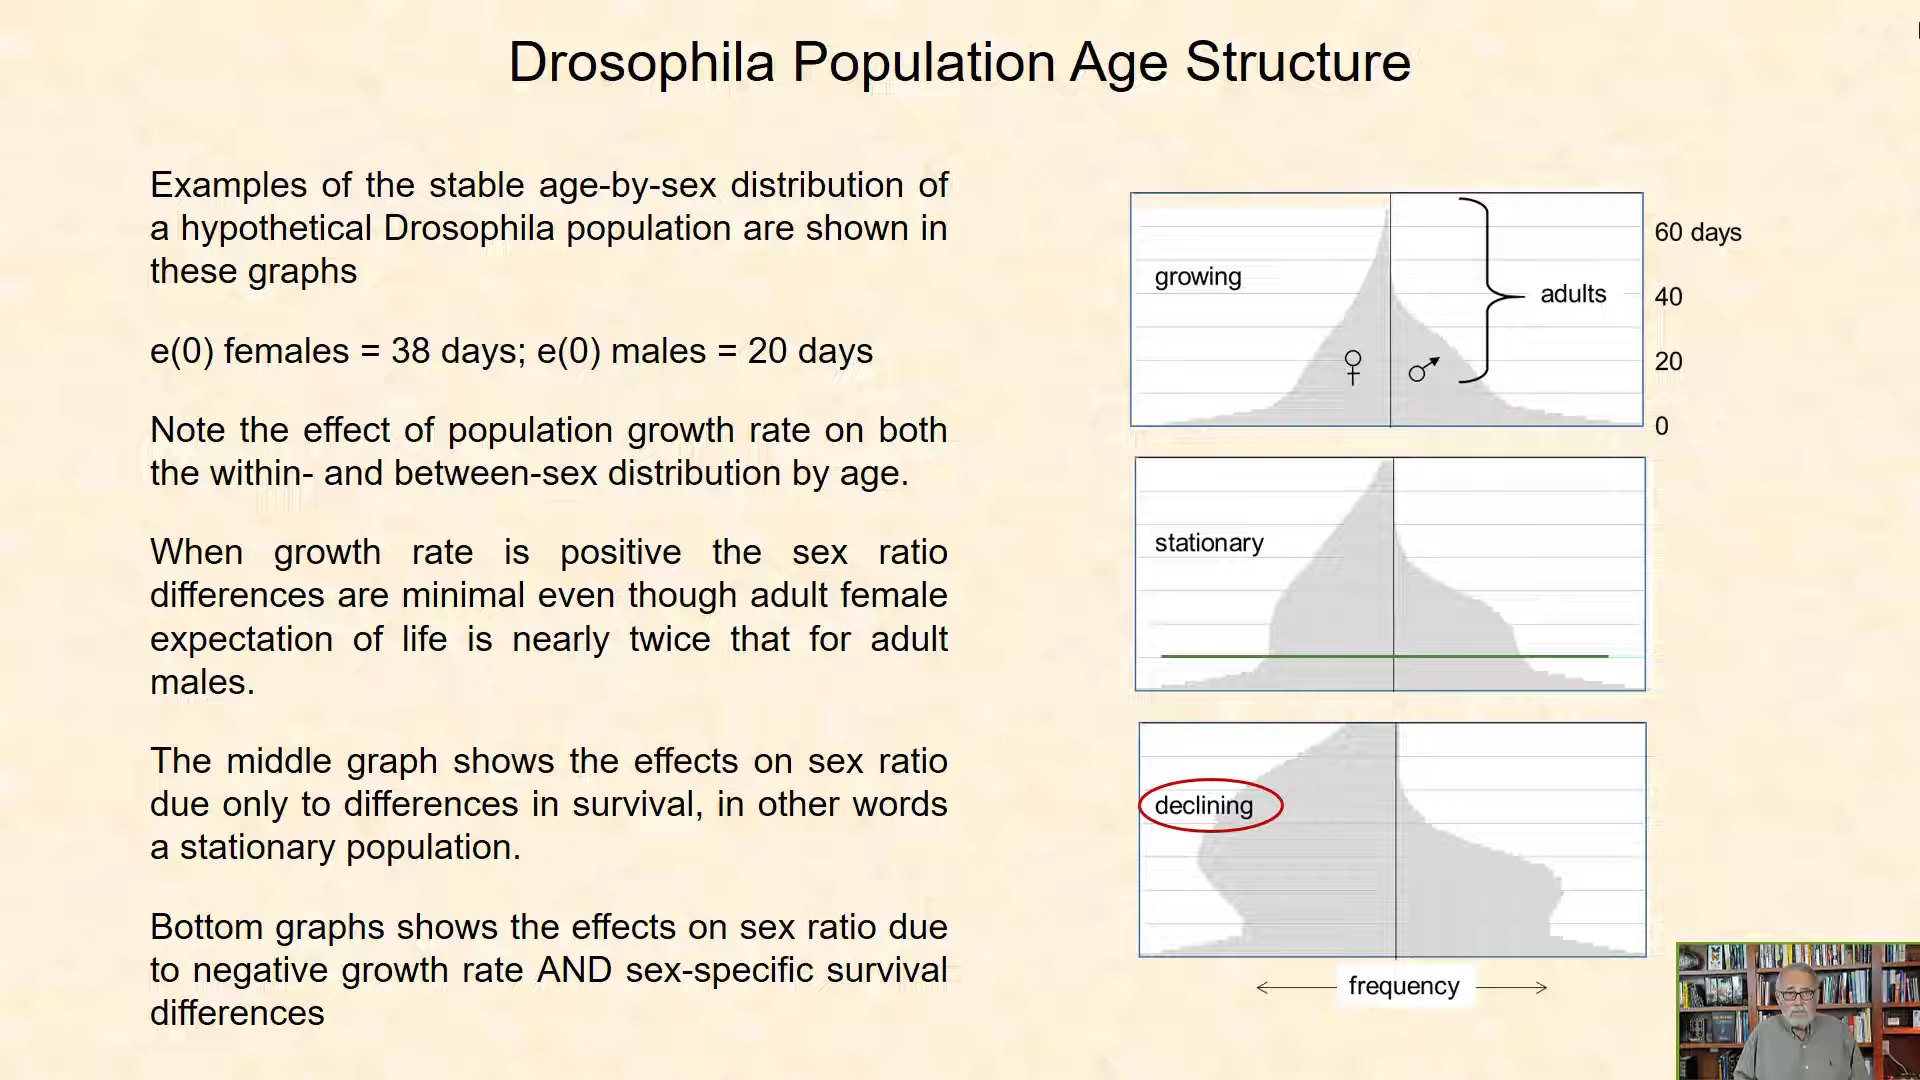 Drosophila Population Age Structure
Examples of the stable age-by-sex distribution of
a hypothetical Drosophila population are shown in
these graphs
e(0) females = 38 days; e(0) males = 20 days
Note the effect of population growth rate on both
the within- and between-sex distribution by age.
When growth rate is positive the sex ratio
differences are minimal even though adult female
expectation of life is nearly twice that for adult
males.
The middle graph shows the effects on sex ratio
due only to differences in survival, in other words
a stationary population.
Bottom graphs shows the effects on sex ratio due
to negative growth rate AND sex-specific survival
differences
growing
♀
♂
adults
60 days
40
20
0
stationary
declining
frequency